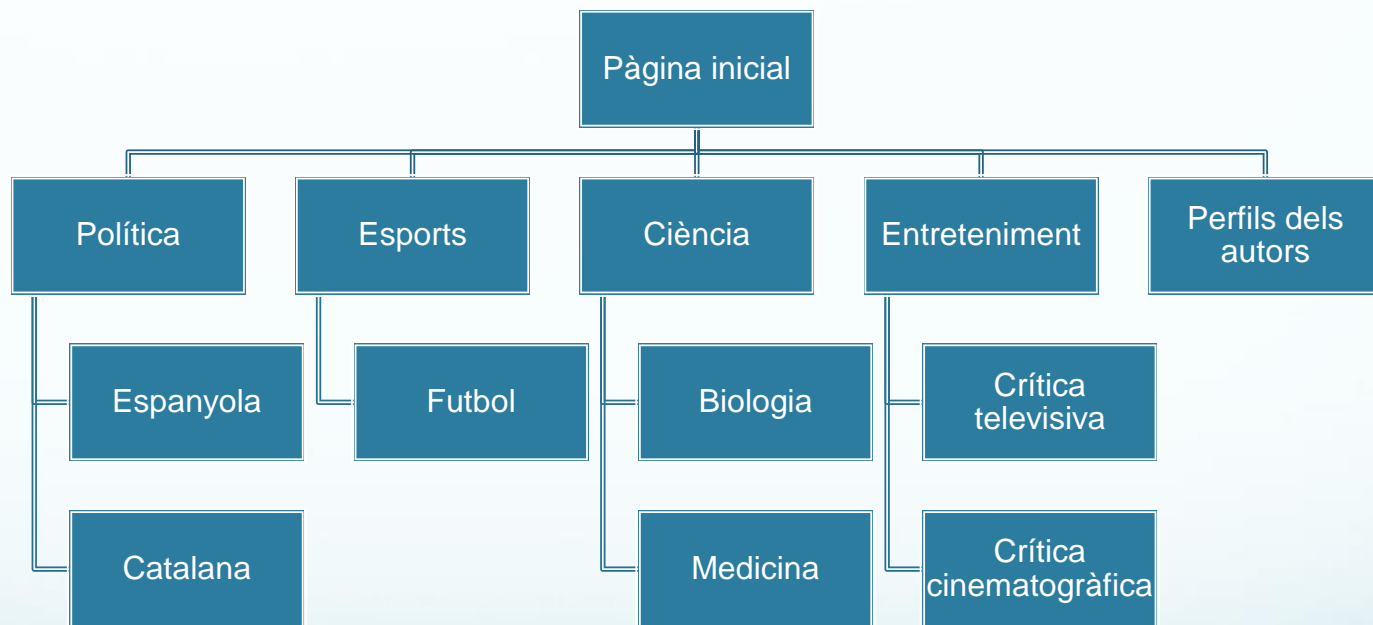 Pàgina inicial
Política
Esports
Ciència
Entreteniment
Perfils dels
autors
Espanyola
Futbol
Biologia
Crítica
televisiva
Catalana
Medicina
Crítica
cinematogràfica